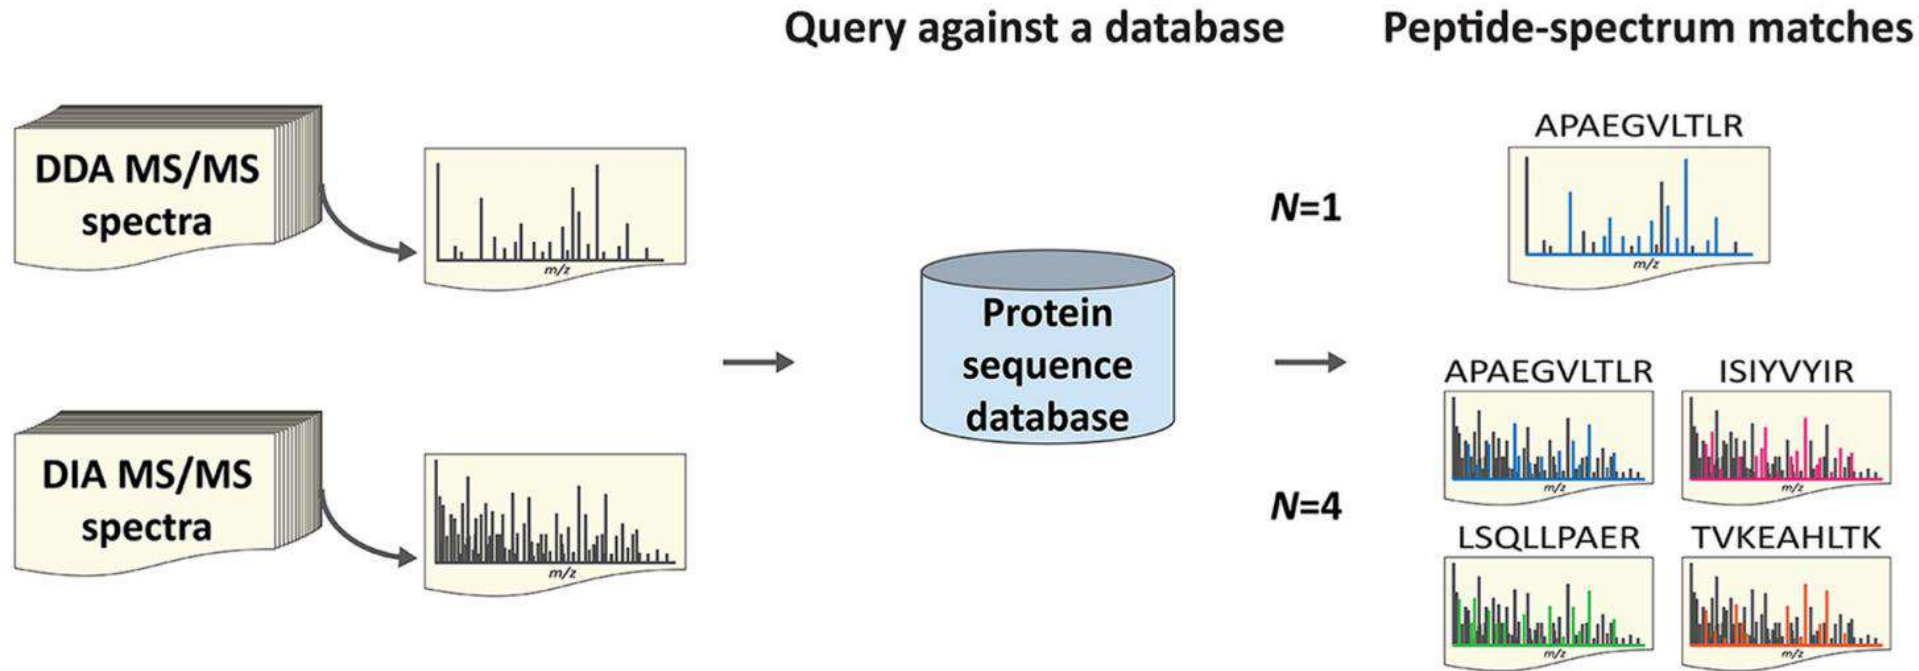 Query against a database
Peptide-spectrum matches
DDA MS/MS
spectra
m/z
N=1
APAEGVLTLR
m/z
Protein
sequence
database
DIA MS/MS
spectra
m/z
N=4
APAEGVLTLR
ISIYVYIR
m/z
m/z
LSQLLPAER
TVKEAHLTK
m/z
m/z